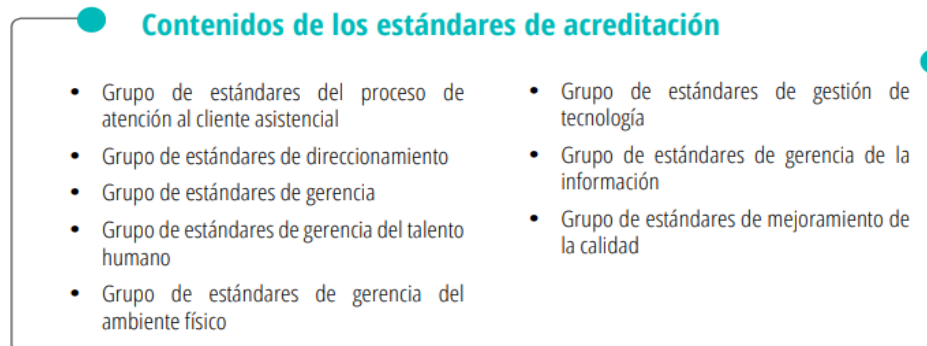 Contenidos de los estándares de acreditación
• Grupo de estándares del proceso de
atención al cliente asistencial
• Grupo de estándares de direccionamiento
• Grupo de estándares de gerencia
• Grupo de estándares de gerencia del talento
humano
• Grupo de estándares de gerencia del
ambiente físico
• Grupo de estándares de gestión de
tecnología
• Grupo de estándares de gerencia de la
información
• Grupo de estándares de mejoramiento de
la calidad